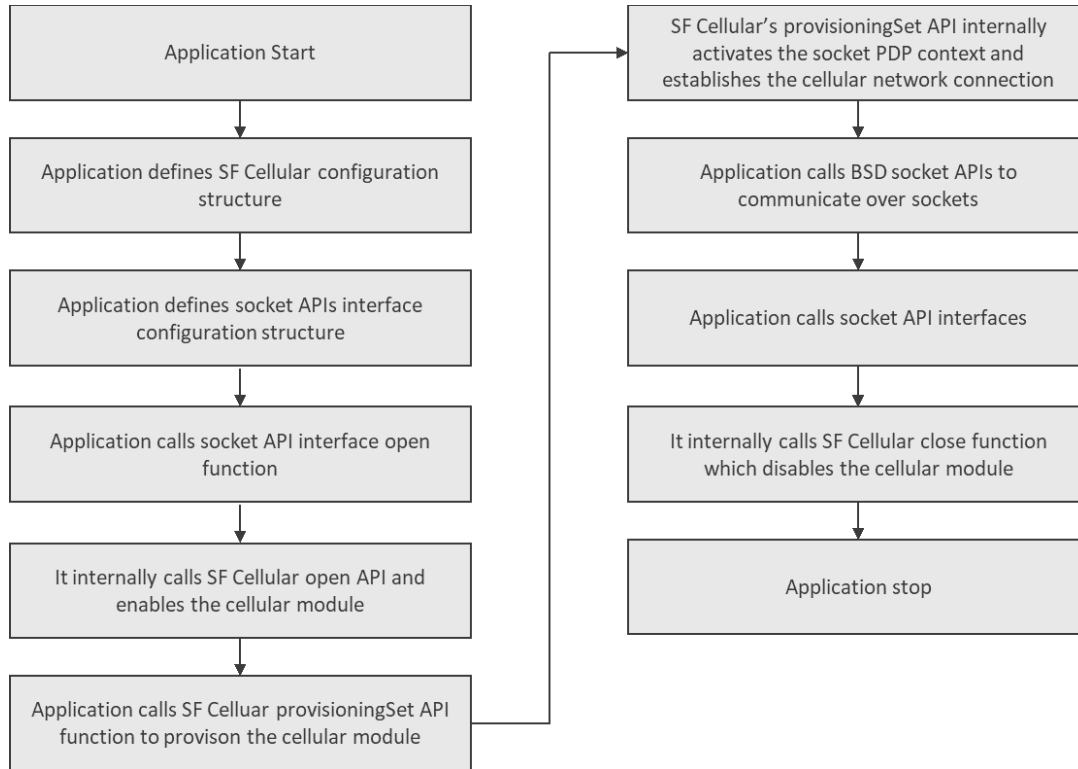 Application Start
Application defines SF Cellular configuration
structure
Application defines socket APIs interface
configuration structure
Application calls socket API interface open
function
It internally calls SF Cellular open API and
enables the cellular module
Application calls SF Celluar provisioningSet API
function to provison the cellular module
SF Cellular’s provisioningSet API internally
activates the socket PDP context and
establishes the cellular network connection
Application calls BSD socket APIs to
communicate over sockets
Application calls socket API interfaces
It internally calls SF Cellular close function
which disables the cellular module
Application stop